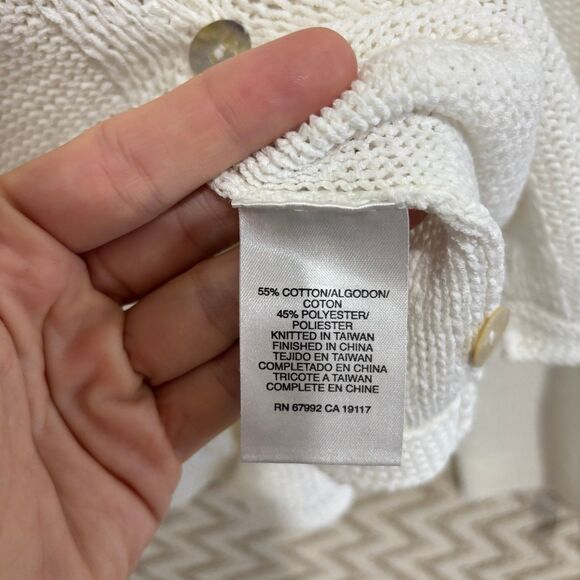 55% COTTON/ALGODON/
COTON
45% POLYESTER/
POLIESTER
KNITTED IN TAIWAN
FINISHED IN CHINA
TEJIDO EN TAIWAN
COMPLETADO EN CHINA
TRICOTE A TAIWAN
COMPLETE EN CHINE
RN 67992 CA 19117